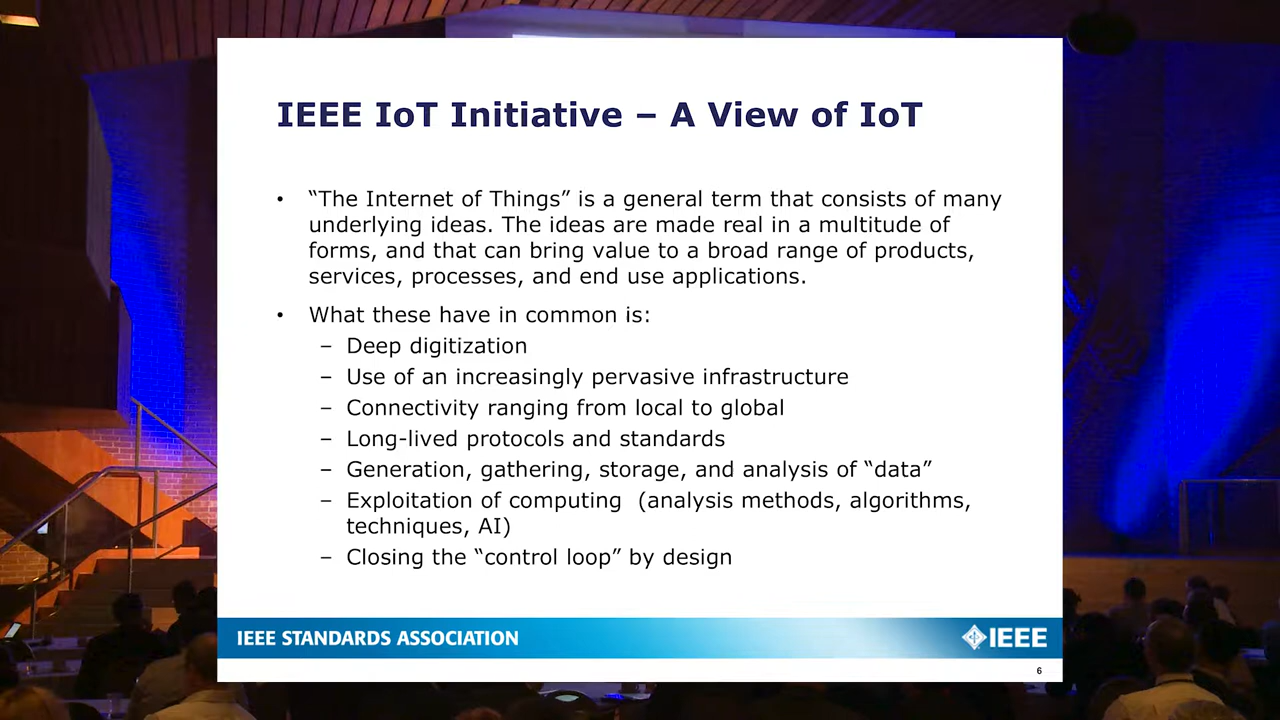 IEEE IoT Initiative – A View of IoT
• “The Internet of Things” is a general term that consists of many
underlying ideas. The ideas are made real in a multitude of
forms, and that can bring value to a broad range of products,
services, processes, and end use applications.
• What these have in common is:
– Deep digitization
– Use of an increasingly pervasive infrastructure
– Connectivity ranging from local to global
– Long-lived protocols and standards
– Generation, gathering, storage, and analysis of “data”
– Exploitation of computing  (analysis methods, algorithms,
techniques, AI)
– Closing the “control loop” by design
IEEE STANDARDS ASSOCIATION
IEEE
6